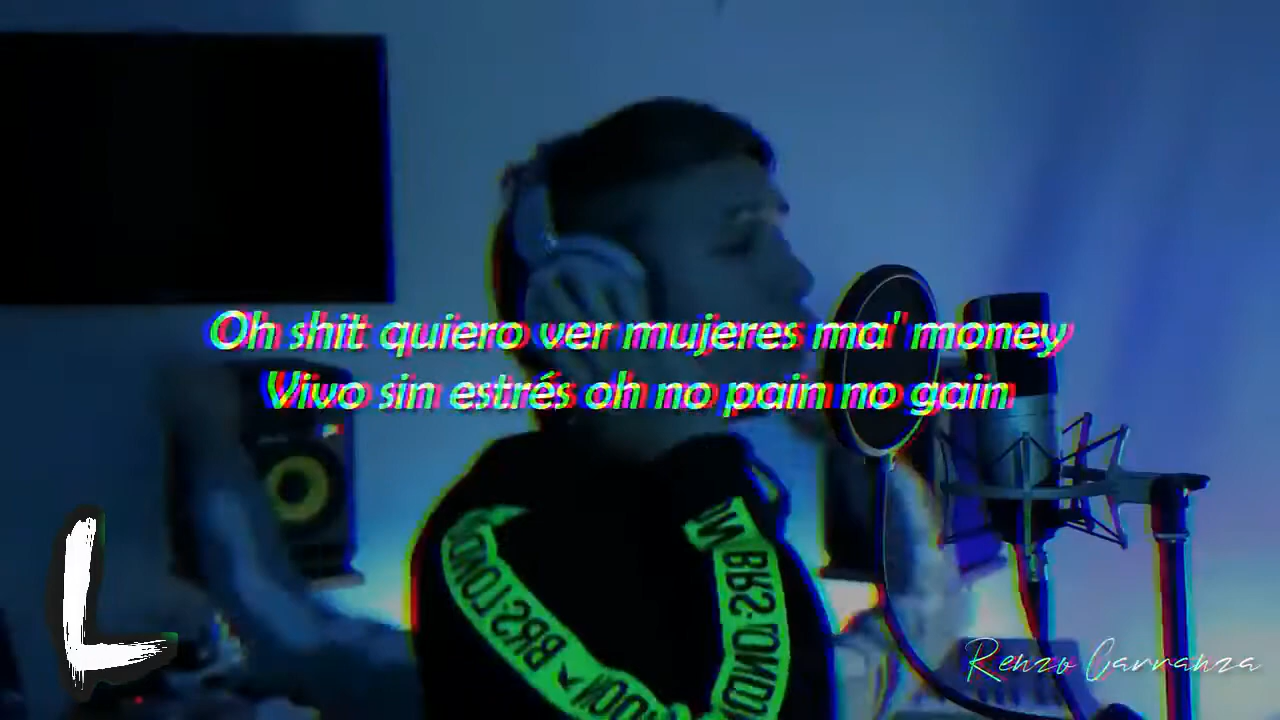 Oh shit quiero ver mujeres ma' money
Vivo sin estrés oh no pain no gain
L
Renzo Carranza